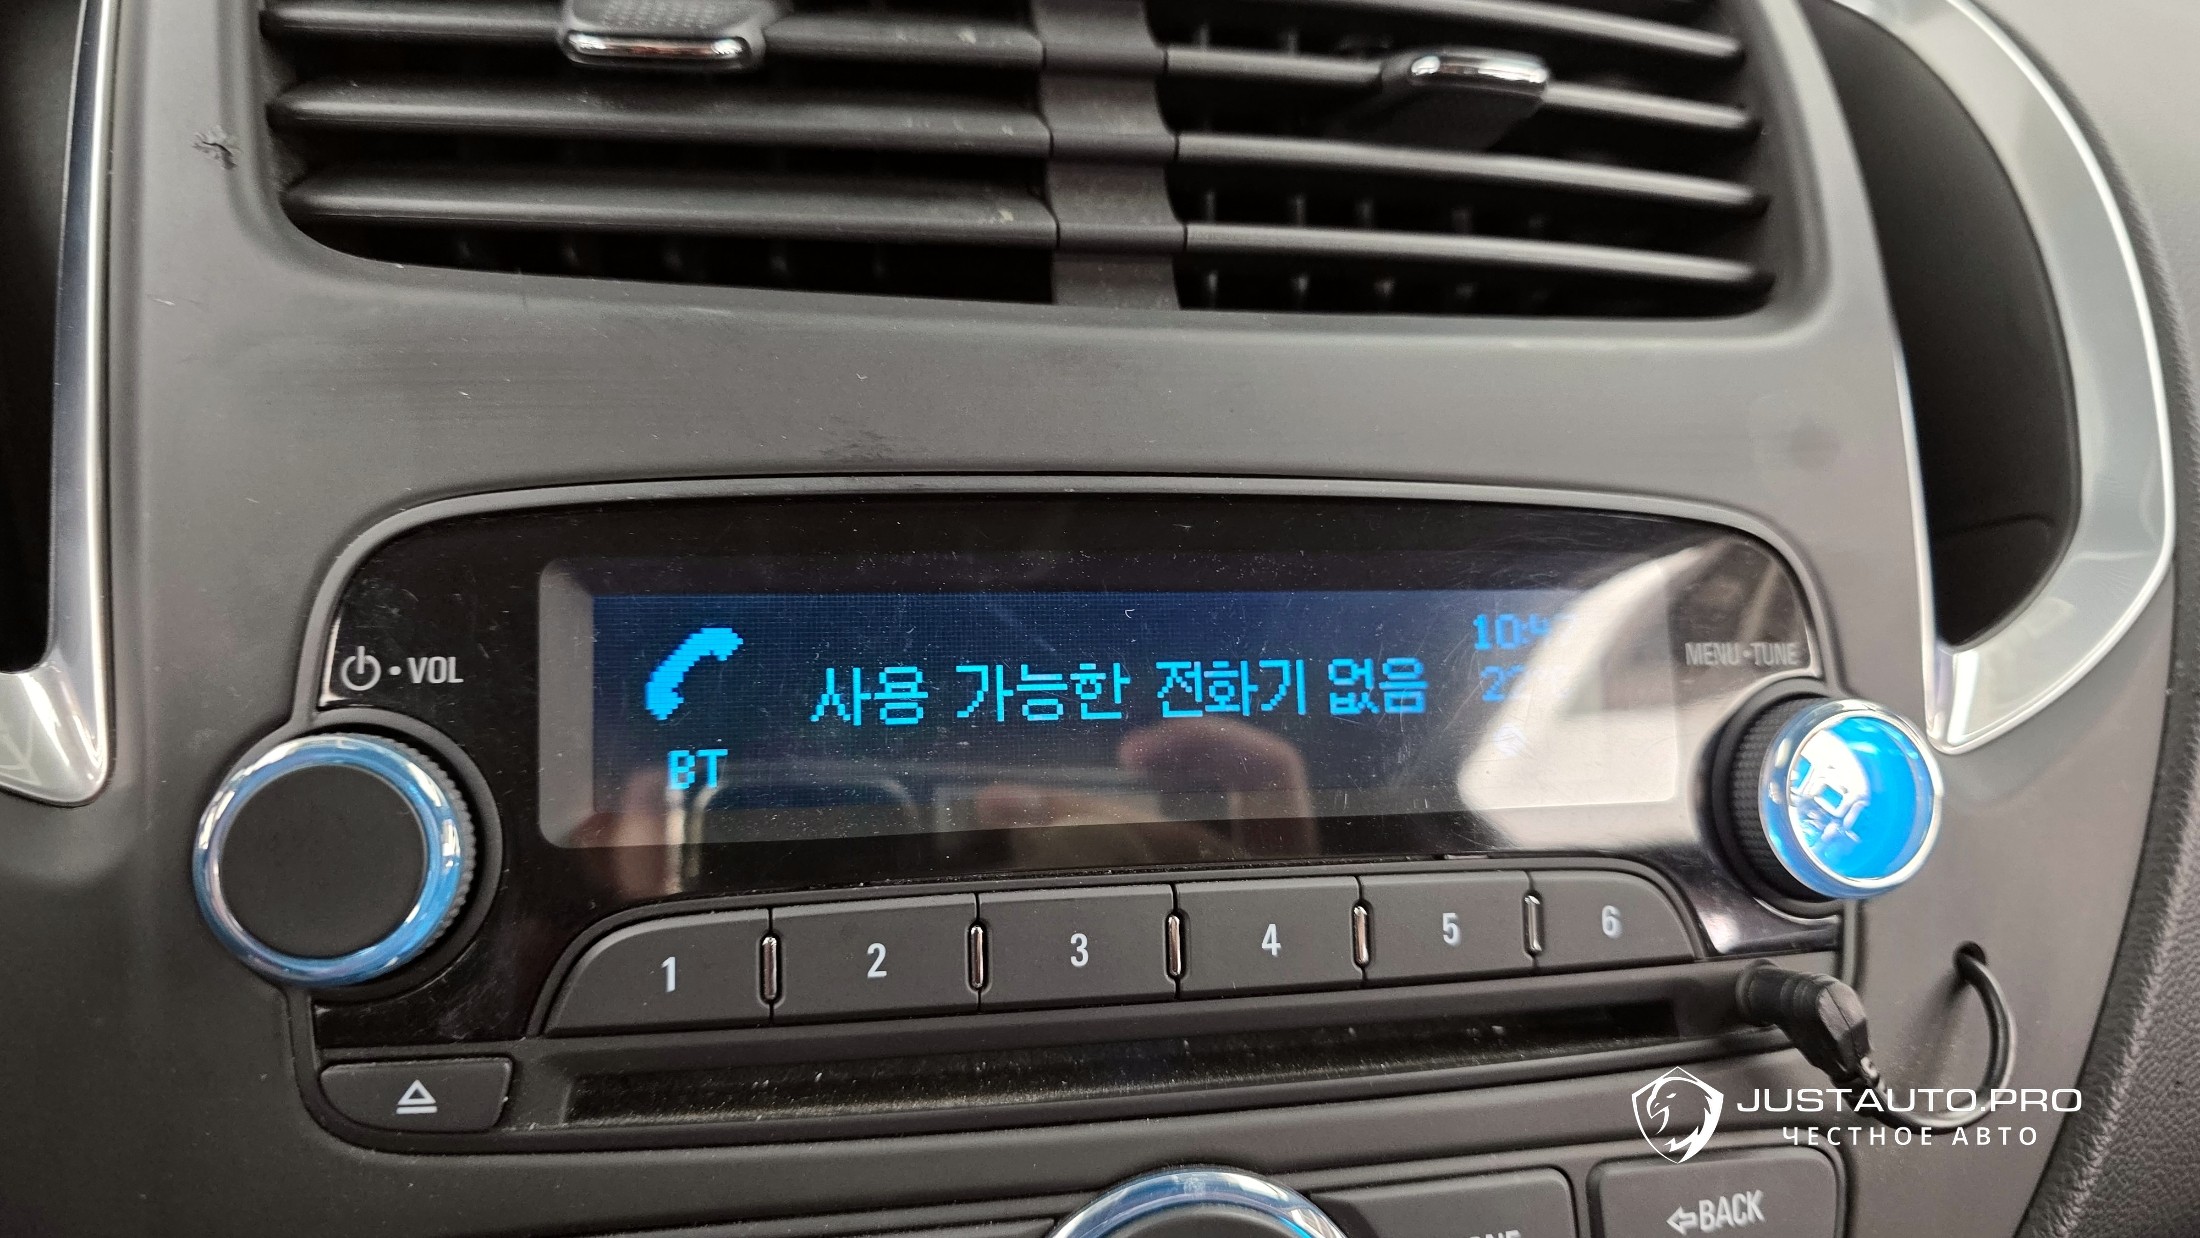 VOL
MENU•TUNE
사용 가능한 전화기 없음
BT
1 2 3 4 5 6
BACK
JUSTAUTO.PRO
ЧЕСТНОЕ АВТО